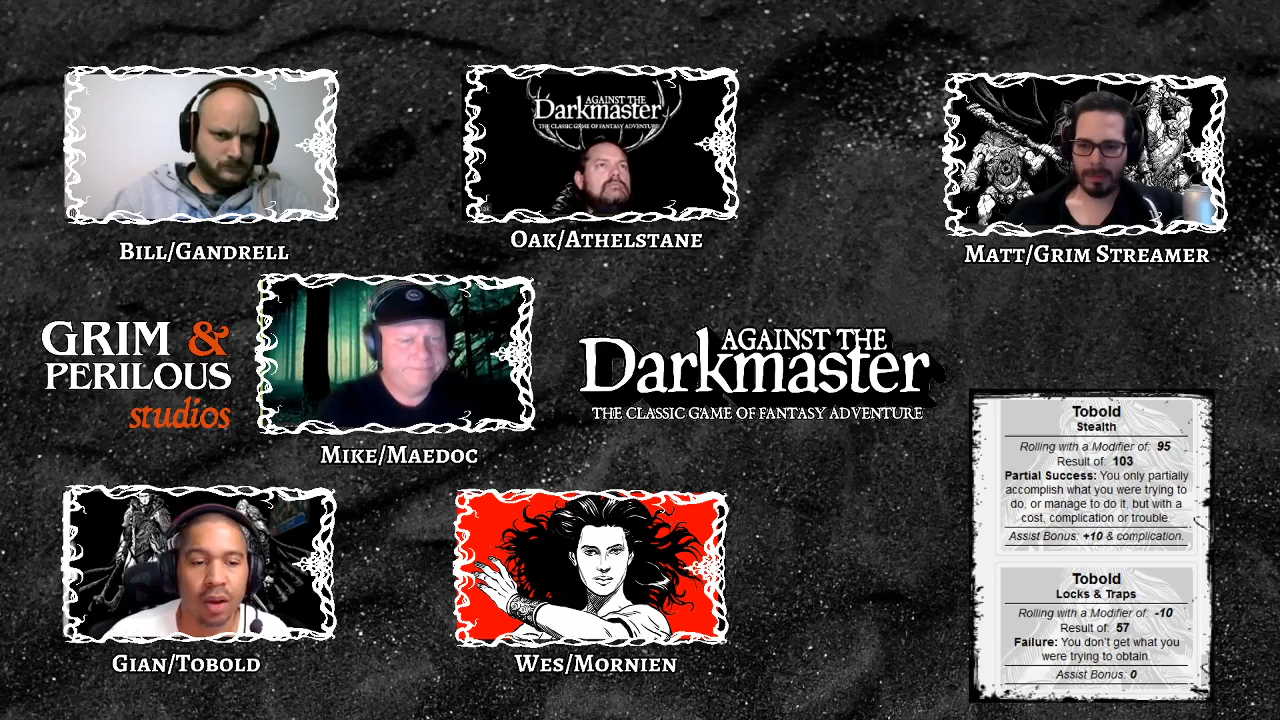 AGAINST THE
Darkmaster
THE CLASSIC GAME OF FANTASY ADVENTURE
Bill/Gandrell
Oak/Athelstane
Matt/Grim Streamer
GRIM &
PERILOUS
studios
Mike/Maedoc
AGAINST THE
Darkmaster
THE CLASSIC GAME OF FANTASY ADVENTURE
Gian/Tobold
Wes/Mornien
Tobold
Stealth
Rolling with a Modifier of: 95
Result of: 103
Partial Success: You only partially
accomplish what you were trying to
do, or manage to do it, but with a
cost, complication or trouble.
Assist Bonus: +10 & complication.
Tobold
Locks & Traps
Rolling with a Modifier of: -10
Result of: 57
Failure: You don't get what you
were trying to obtain.
Assist Bonus: 0